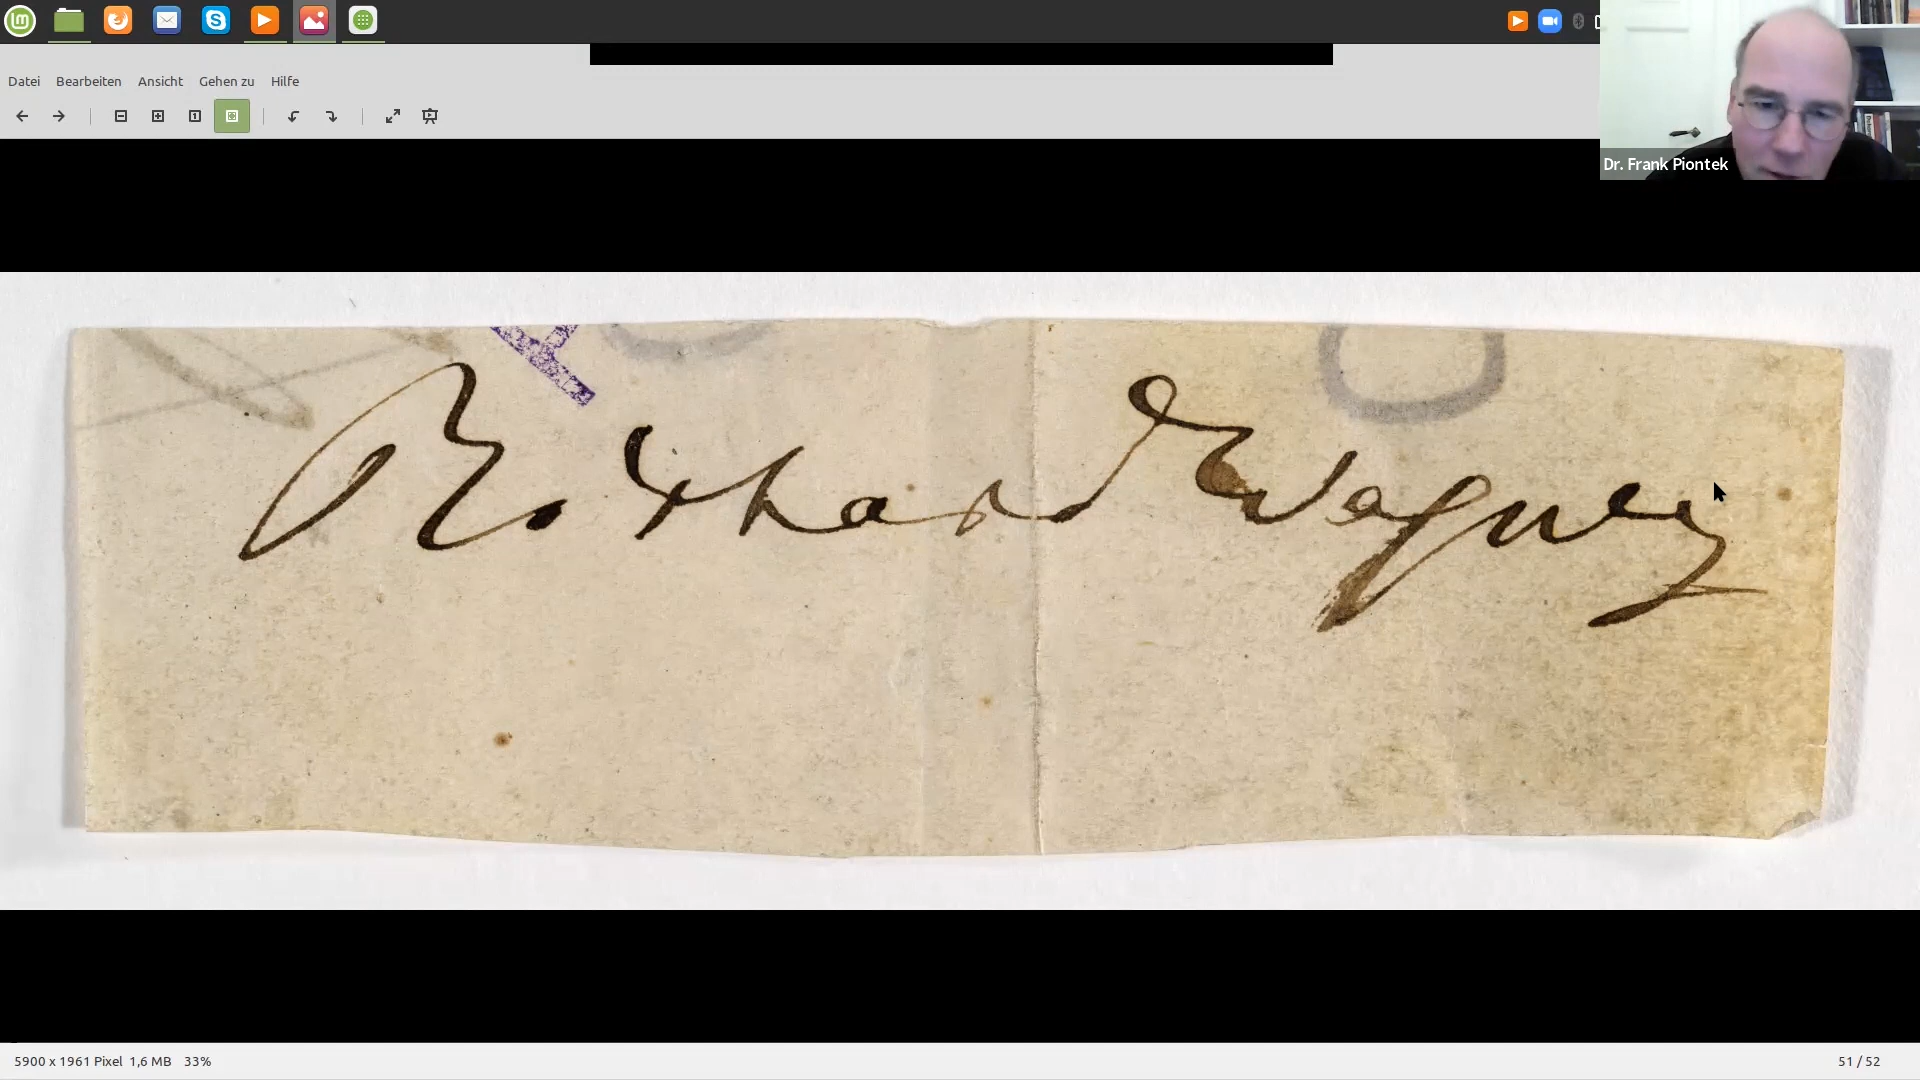 Datei Bearbeiten Ansicht Gehen zu Hilfe
Dr. Frank Piontek
Richard Wagner
5900 x 1961 Pixel 1,6 MB 33%
51 / 52